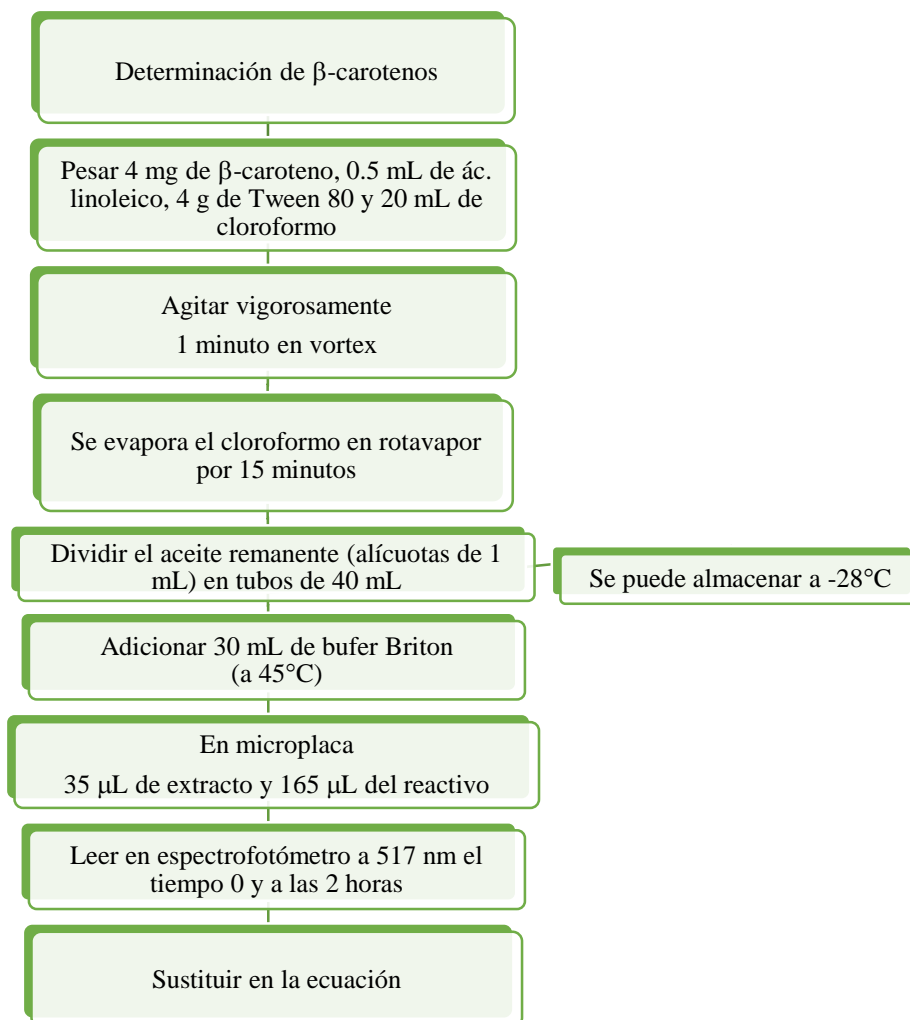 Determinación de β-carotenos
Pesar 4 mg de β-caroteno, 0.5 mL de ác.
linoleico, 4 g de Tween 80 y 20 mL de
cloroformo
Agitar vigorosamente
1 minuto en vortex
Se evapora el cloroformo en rotavapor
por 15 minutos
Dividir el aceite remanente (alícuotas de 1
mL) en tubos de 40 mL
Se puede almacenar a -28°C
Adicionar 30 mL de bufer Briton
(a 45°C)
En microplaca
35 μL de extracto y 165 μL del reactivo
Leer en espectrofotómetro a 517 nm el
tiempo 0 y a las 2 horas
Sustituir en la ecuación